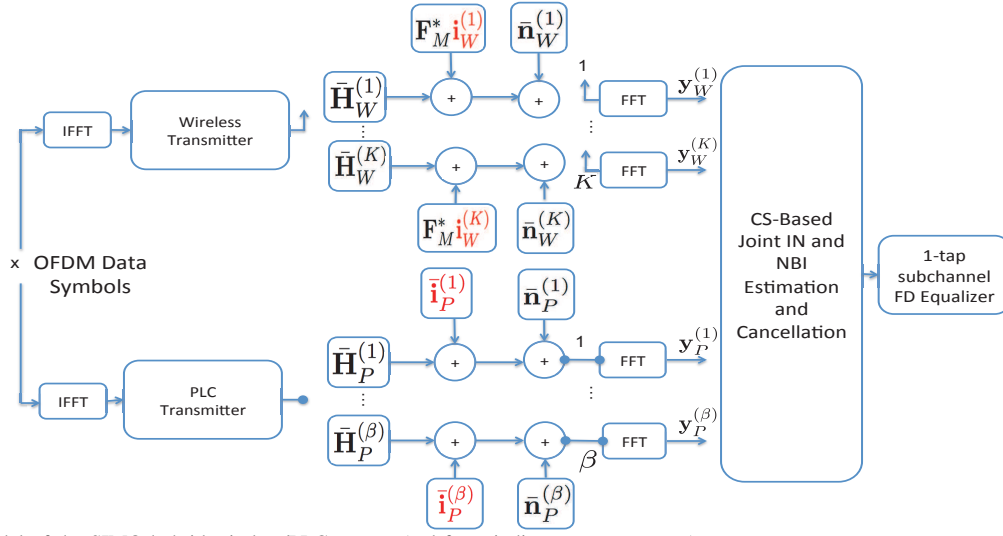 F*_M i_W^(1)
n̄_W^(1)
H̄_W^(1)
+
+
1
FFT
y_W^(1)
IFFT
Wireless
Transmitter
⋮
⋮
H̄_W^(K)
+
+
K
FFT
y_W^(K)
F*_M i_W^(K)
n̄_W^(K)
x OFDM Data
Symbols
CS-Based
Joint IN and
NBI
Estimation
and
Cancellation
1-tap
subchannel
FD Equalizer
ī_P^(1)
n̄_P^(1)
H̄_P^(1)
+
+
1
FFT
y_P^(1)
IFFT
PLC
Transmitter
⋮
⋮
H̄_P^(β)
+
+
β
FFT
y_P^(β)
ī_P^(β)
n̄_P^(β)